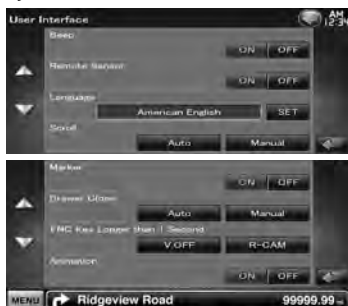 User Interface
AM
12:34
Beep
ON OFF
Remote Sensor
ON OFF
Language
American English SET
Scroll
Auto Manual
Marker
ON OFF
Drawer Close
Auto Manual
FNC Key Longer than 1 Second
V.OFF R-CAM
Animation
ON OFF
MENU Ridgeview Road 99999.99